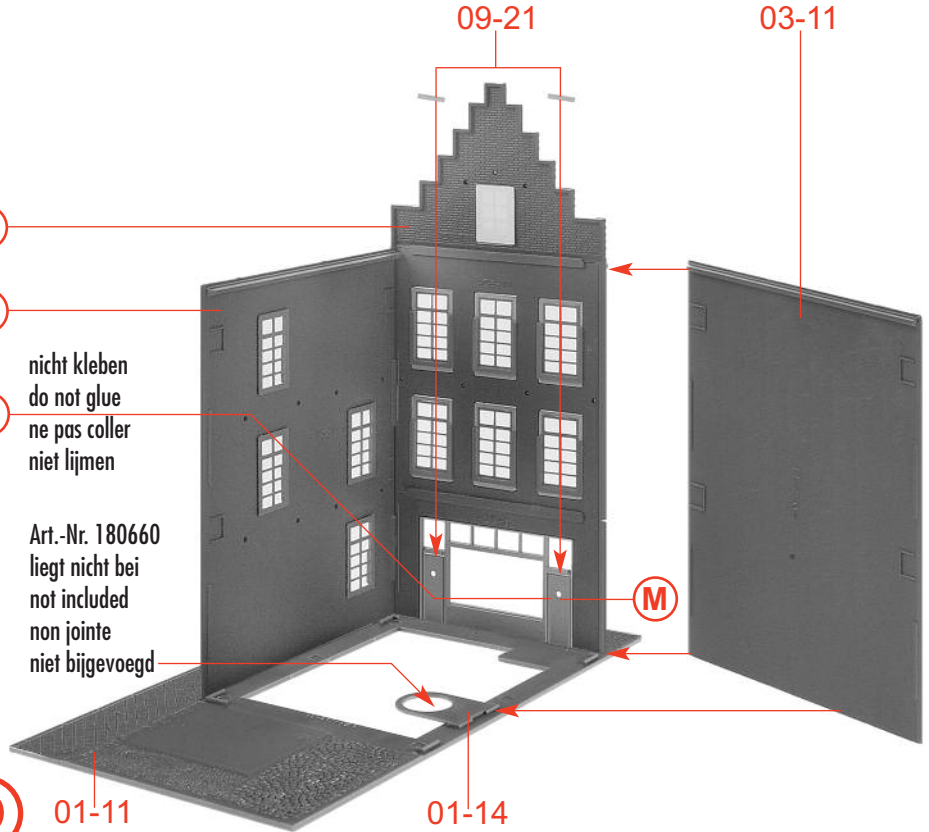 09-21
03-11
nicht kleben
do not glue
ne pas coller
niet lijmen
Art.-Nr. 180660
liegt nicht bei
not included
non jointe
niet bijgevoegd
M
01-11
01-14